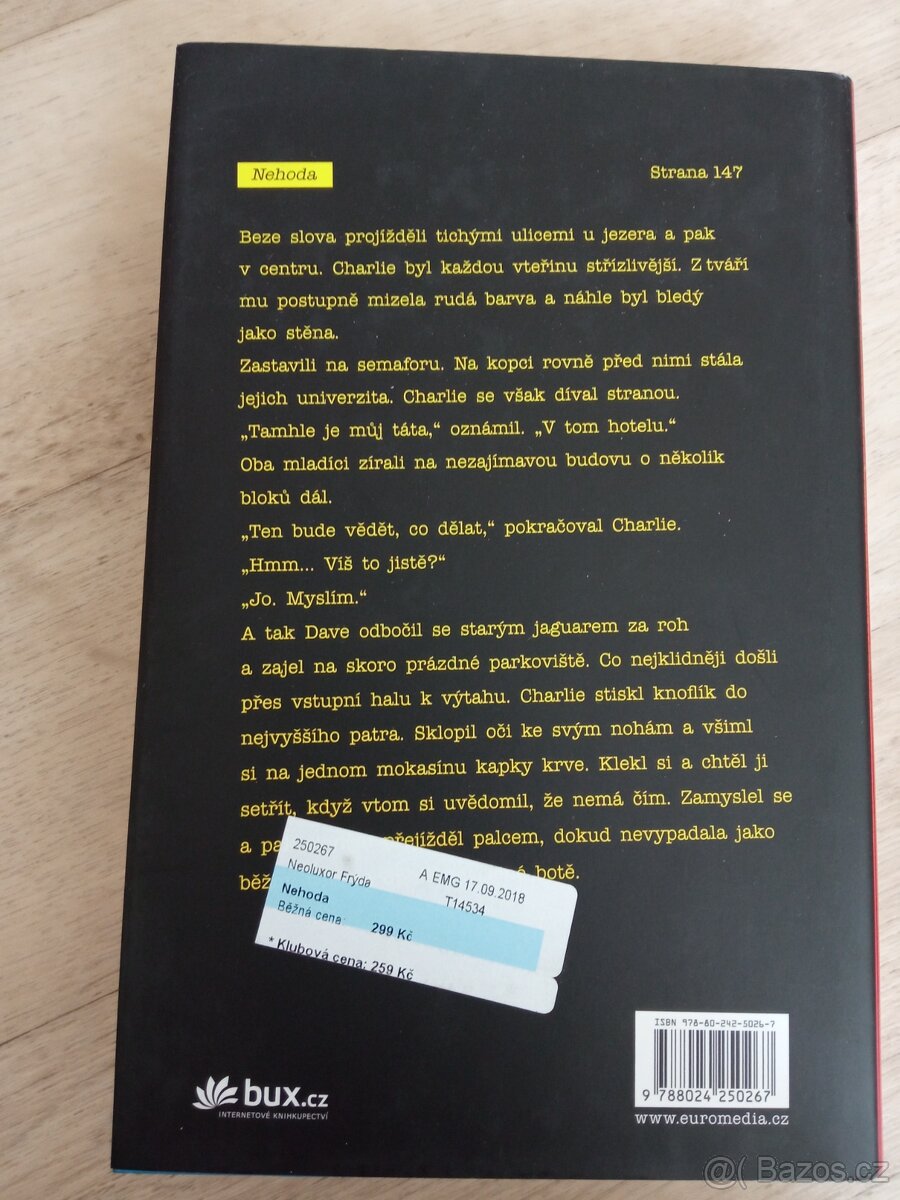 Nehoda
Strana 147
Beze slova projížděli tichými ulicemi u jezera a pak
v centru. Charlie byl každou vteřinu střízlivější. Z tváří
mu postupně mizela rudá barva a náhle byl bledý
jako stěna.
Zastavili na semaforu. Na kopci rovně před nimi stála
jejich univerzita. Charlie se však díval stranou.
„Tamhle je můj táta,“ oznámil. „V tom hotelu.“
Oba mladíci zírali na nezajímavou budovu o několik
bloků dál.
„Ten bude vědět, co dělat,“ pokračoval Charlie.
„Hmm... Víš to jistě?“
„Jo. Myslím.“
A tak Dave odbočil se starým jaguarem za roh
a zajel na skoro prázdné parkoviště. Co nejklidněji došli
přes vstupní halu k výtahu. Charlie stiskl knoflík do
nejvyššího patra. Sklopil oči ke svým nohám a všiml
si na jednom mokasínu kapky krve. Klekl si a chtěl ji
setřít, když vtom si uvědomil, že nemá čím. Zamyslel se
a přejížděl palcem, dokud nevypadala jako
botě.
250267
A EMG 17.09.2018
Neoluxor Frýda
T14534
Nehoda
Běžná cena: 299 Kč
* Klubová cena: 259 Kč
ISBN 978-80-242-5026-7
9 788024 250267
www.euromedia.cz
bux.cz
INTERNETOVÉ KNIHKUPECTVÍ
@( Bazos.cz